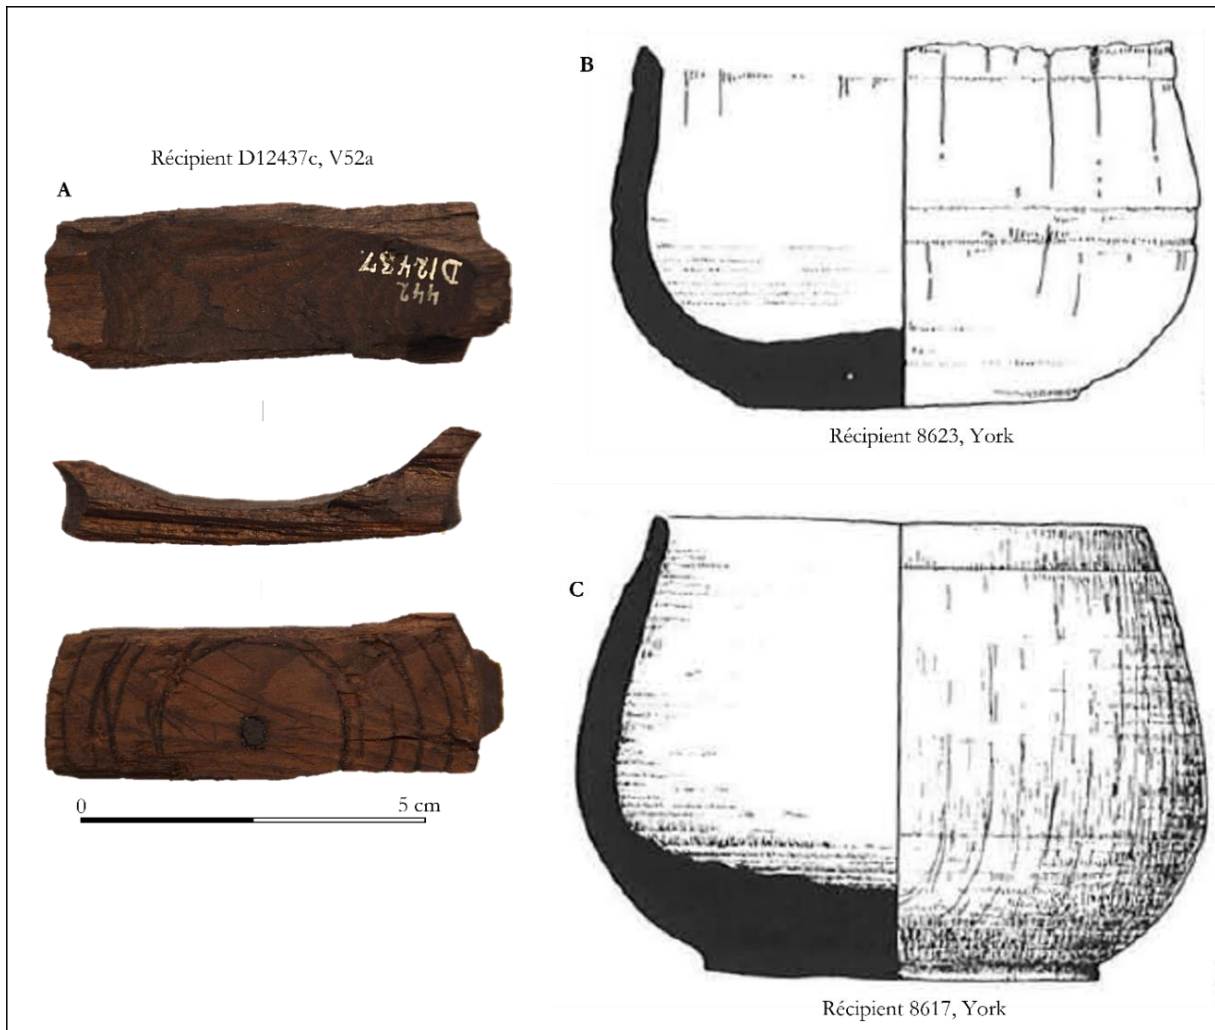 Récipient D12437c, V52a
A
442
D12437
0 5 cm
B
Récipient 8623, York
C
Récipient 8617, York